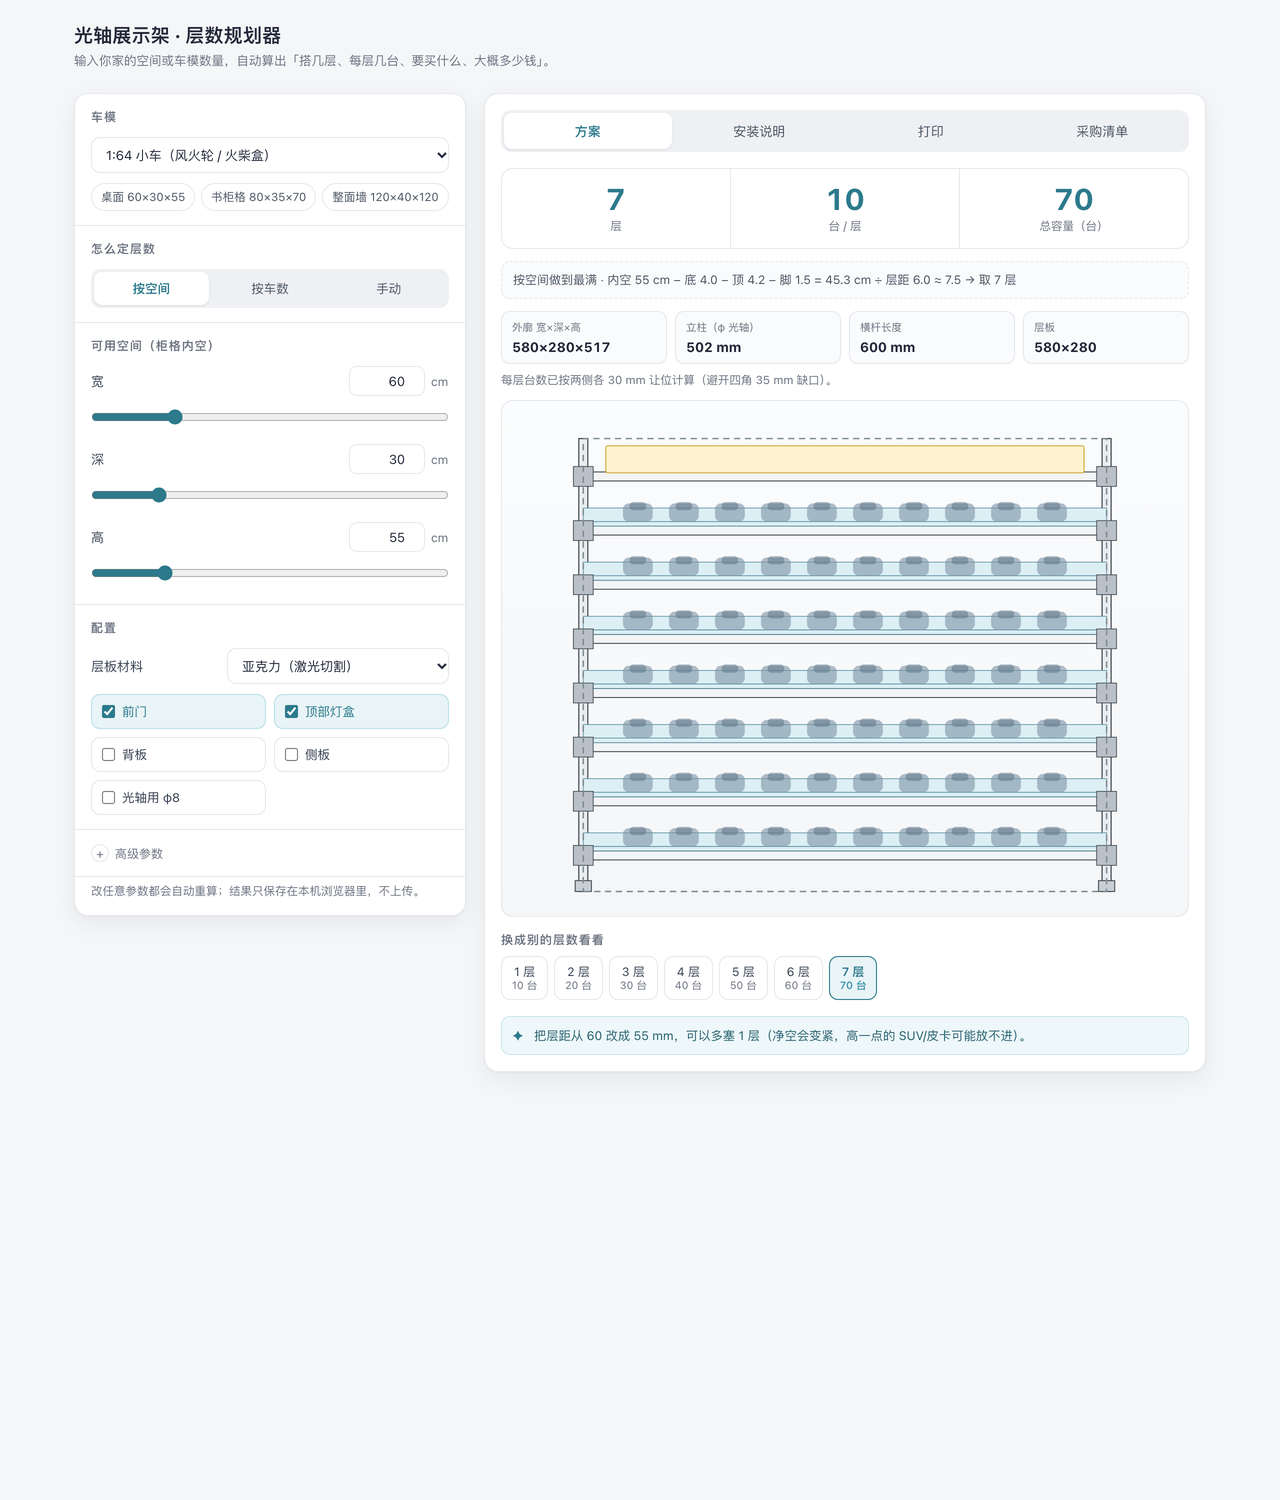 光轴展示架 · 层数规划器
输入你家的空间或车模数量，自动算出「搭几层、每层几台、要买什么、大概多少钱」。
车模
1:64 小车（风火轮 / 火柴盒）
桌面 60×30×55
书柜格 80×35×70
整面墙 120×40×120
怎么定层数
按空间
按车数
手动
可用空间（柜格内空）
宽
60
cm
深
30
cm
高
55
cm
配置
层板材料
亚克力（激光切割）
前门
顶部灯盒
背板
侧板
光轴用 φ8
+ 高级参数
改任意参数都会自动重算；结果只保存在本机浏览器里，不上传。
方案
安装说明
打印
采购清单
7
层
10
台 / 层
70
总容量（台）
按空间做到最满 · 内空 55 cm − 底 4.0 − 顶 4.2 − 脚 1.5 = 45.3 cm ÷ 层距 6.0 ≈ 7.5 → 取 7 层
外廓 宽×深×高
580×280×517
立柱（φ 光轴）
502 mm
横杆长度
600 mm
层板
580×280
每层台数已按两侧各 30 mm 让位计算（避开四角 35 mm 缺口）。
换成别的层数看看
1 层
10 台
2 层
20 台
3 层
30 台
4 层
40 台
5 层
50 台
6 层
60 台
7 层
70 台
✦ 把层距从 60 改成 55 mm，可以多塞 1 层（净空会变紧，高一点的 SUV/皮卡可能放不进）。